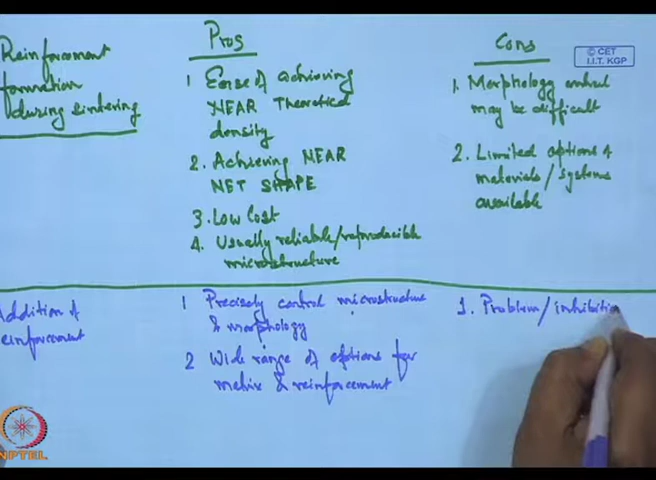 Reinforcement
formation
during sintering
Pros
1 Ease of achieving
NEAR Theoretical
density
2. Achieving NEAR
NET SHAPE
3. Low Cost
4. Usually reliable/reproducible
microstructure
Cons
1. Morphology control
may be difficult
2. Limited options of
materials/systems
available
© CET
I.I.T. KGP
Addition of
reinforcement
1 Precisely control microstructure
& morphology
2 Wide range of options for
matrix & reinforcement
1. Problem/inhibitio
NPTEL